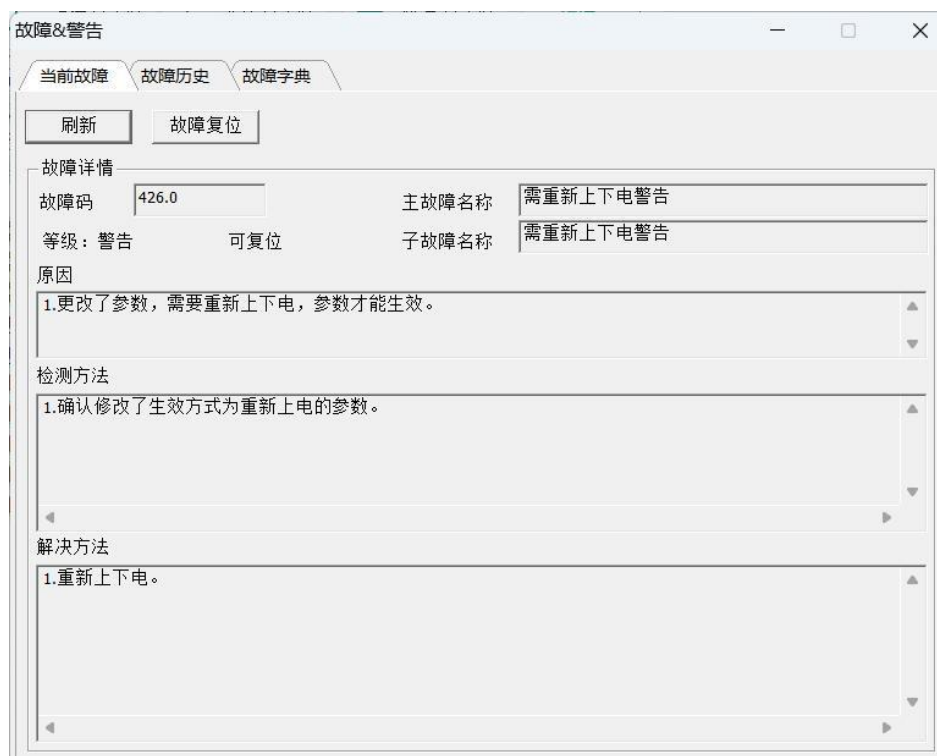 故障&警告
当前故障 故障历史 故障字典
刷新 故障复位
故障详情
故障码 426.0 主故障名称 需重新上下电警告
等级：警告 可复位 子故障名称 需重新上下电警告
原因
1.更改了参数，需要重新上下电，参数才能生效。
检测方法
1.确认修改了生效方式为重新上电的参数。
解决方法
1.重新上下电。